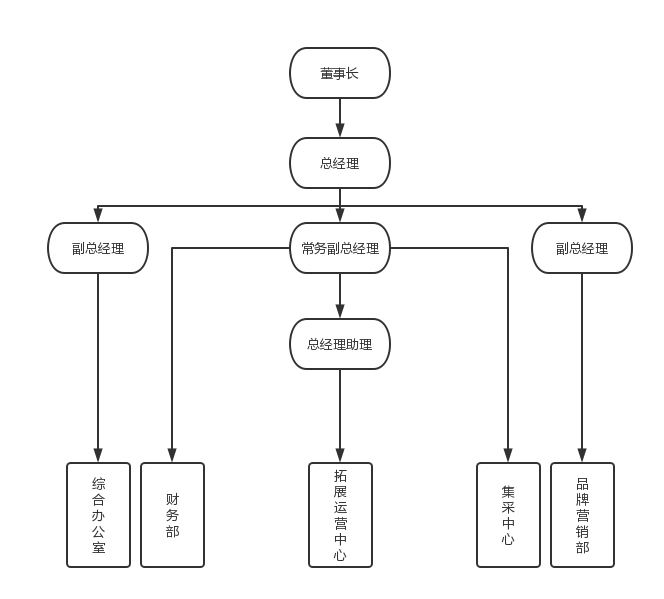 董事长
总经理
副总经理
常务副总经理
副总经理
总经理助理
综合办公室
财务部
拓展运营中心
集采中心
品牌营销部